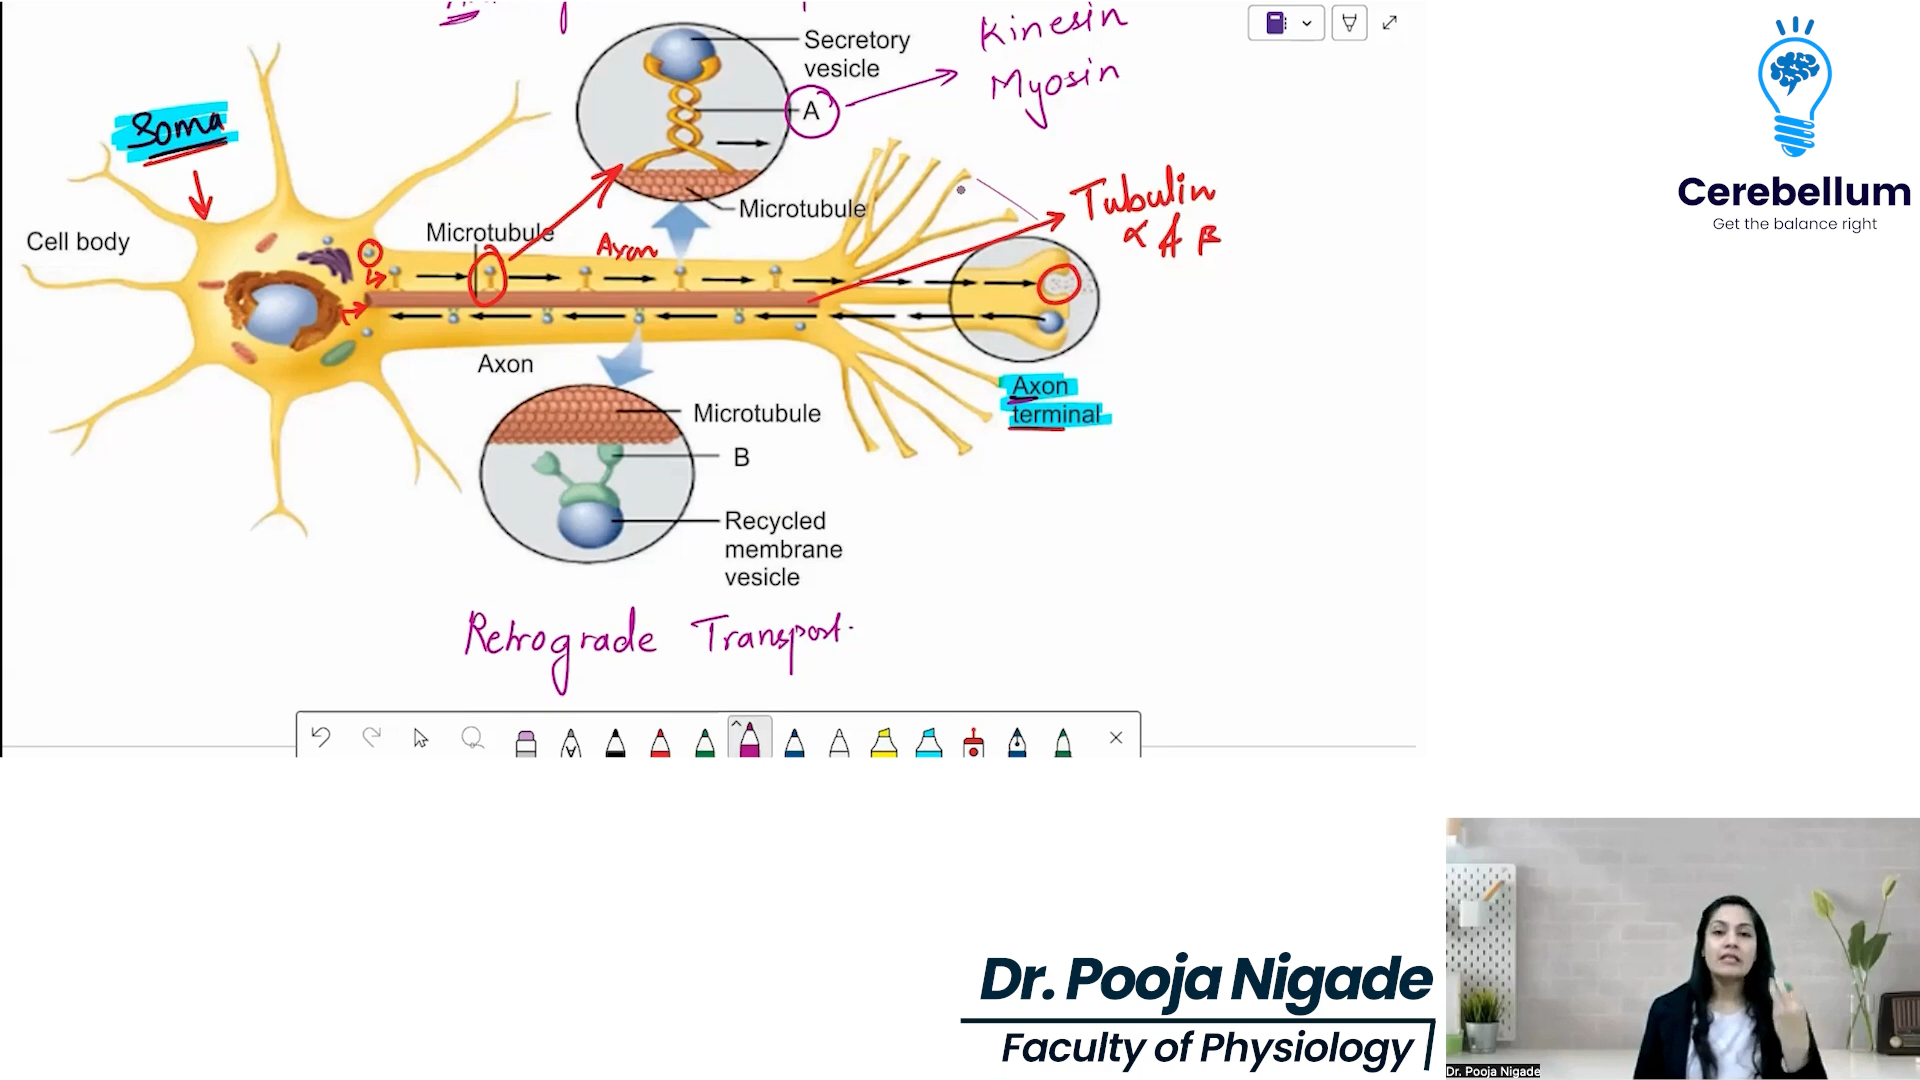 Secretory
vesicle
A
Kinesin
Myosin
Soma
Tubulin
α & β
Microtubule
Cell body
Microtubule
Axon
Axon
Axon
terminal
Microtubule
B
Recycled
membrane
vesicle
Retrograde Transport.
Cerebellum
Get the balance right
Dr. Pooja Nigade
Faculty of Physiology
Dr. Pooja Nigade